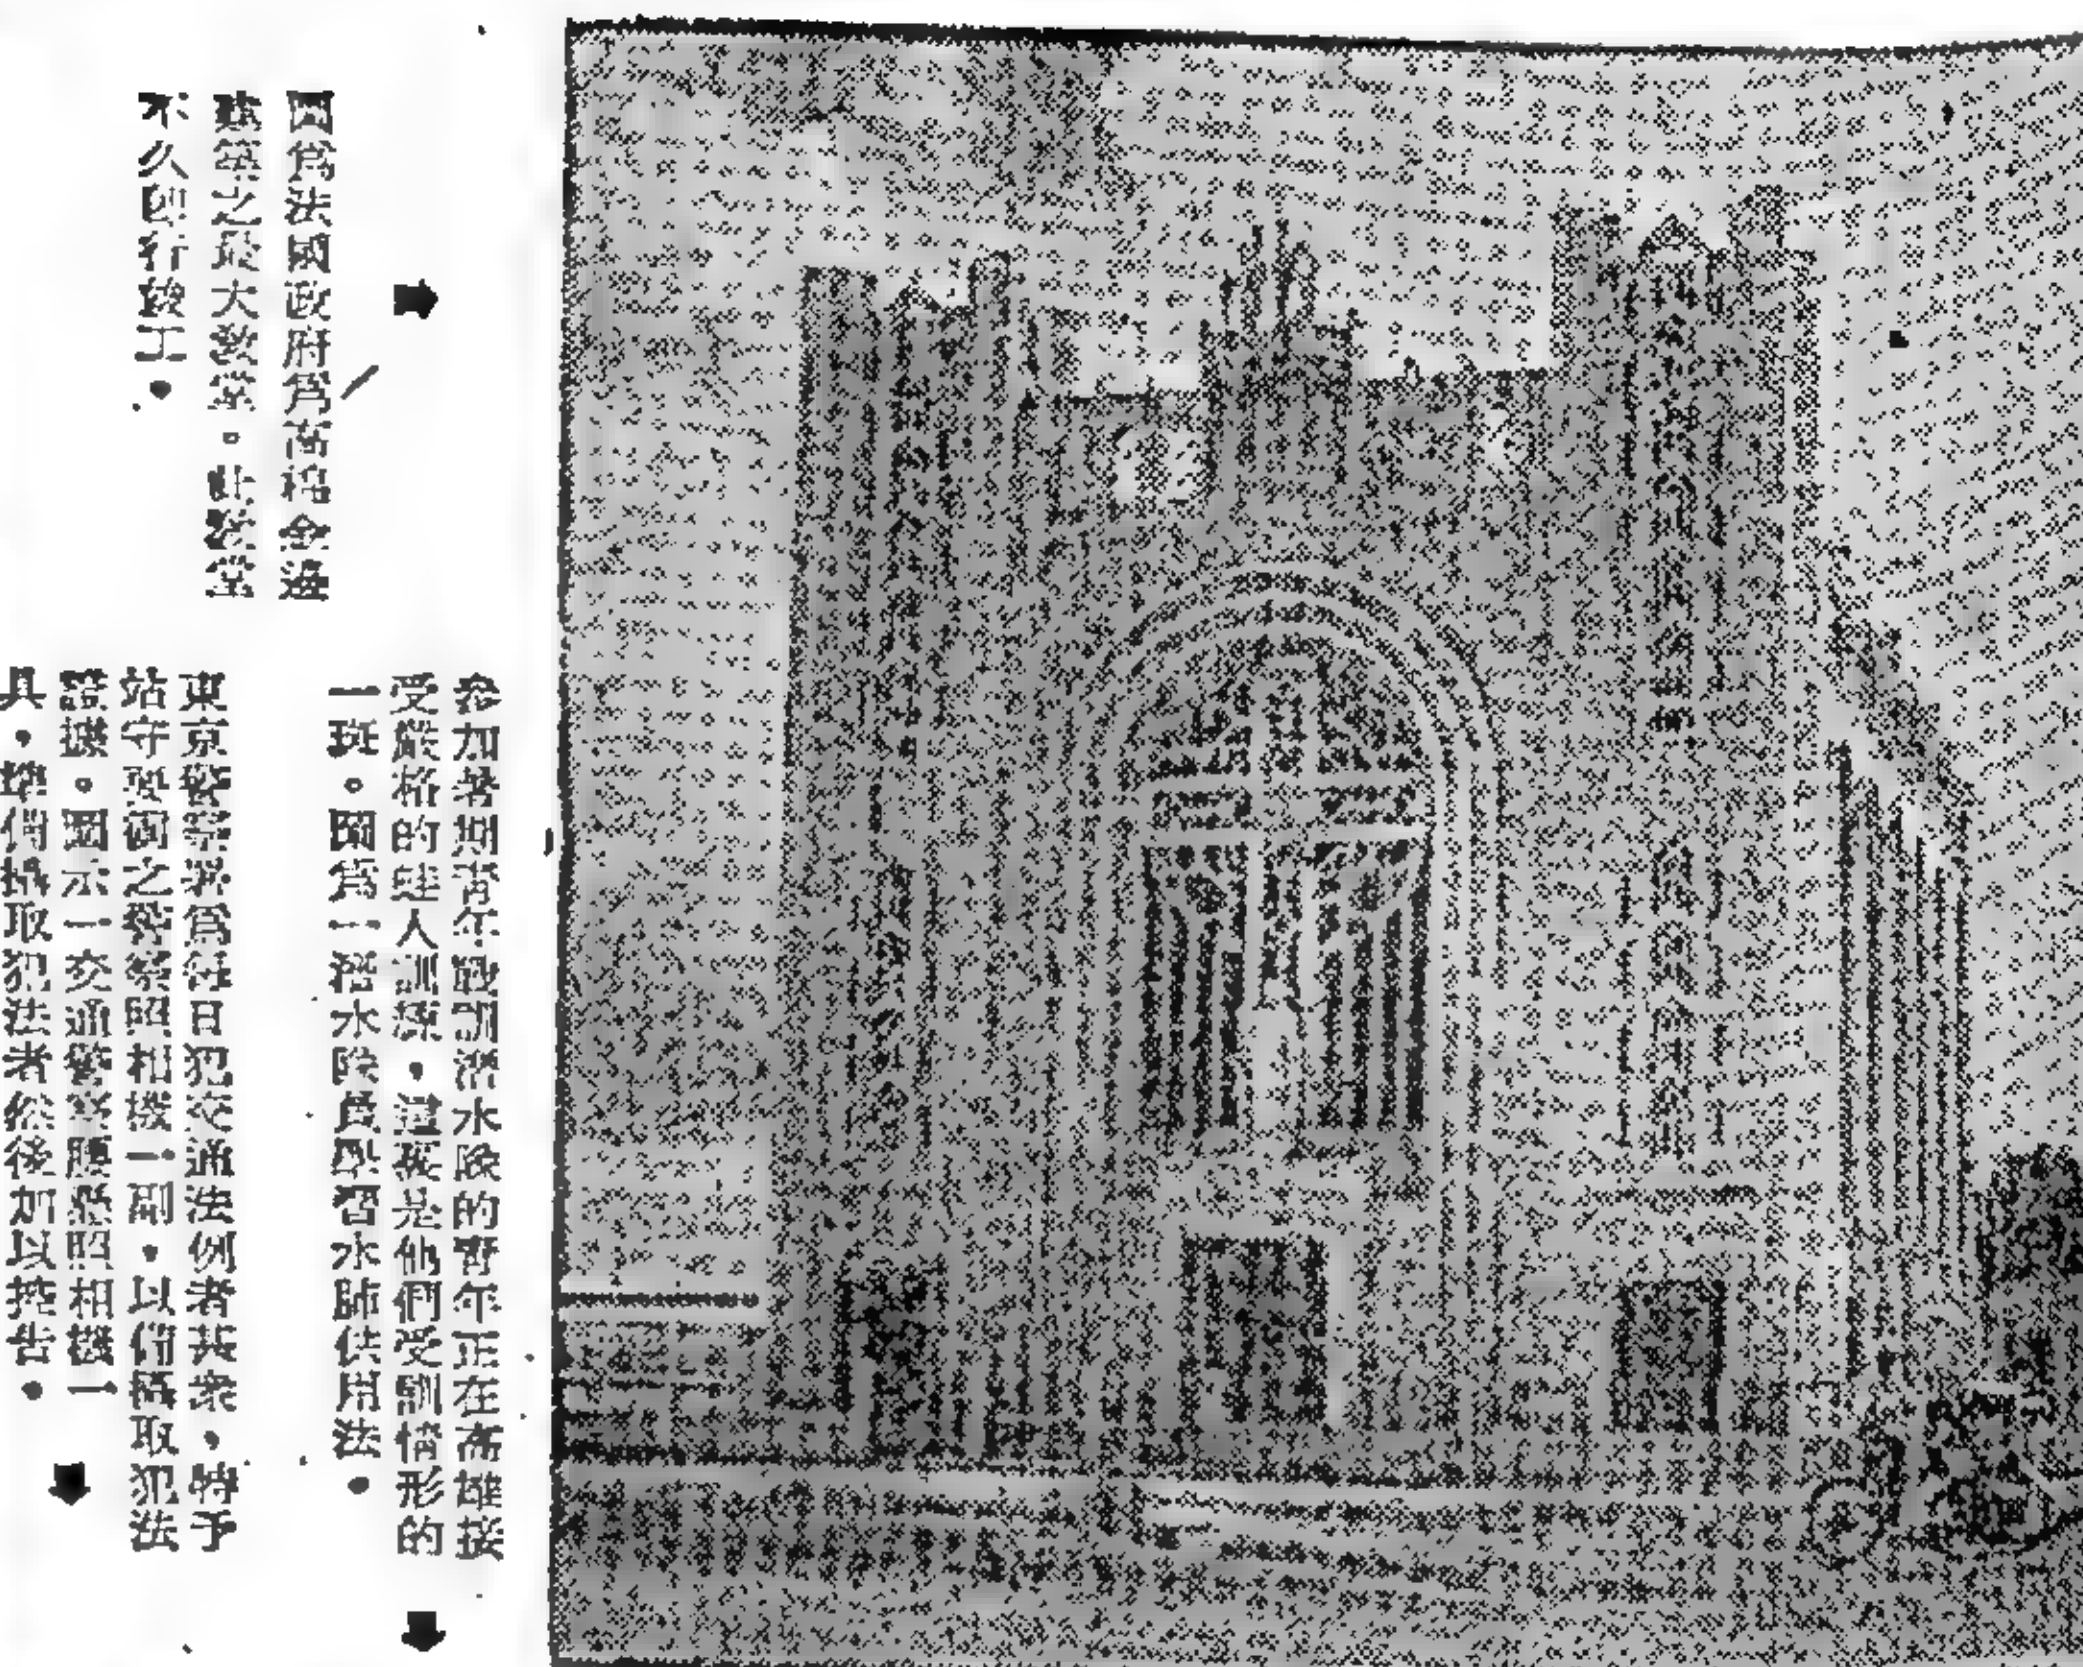 圖爲法國政府爲高棉金邊
建築之最大教堂。此教堂
不久即行竣工。
參加暑期青年戰訓潛水隊的青年正在高雄接
受嚴格的蛙人訓練,這裏是他們受訓情形的
一斑。圖爲一潛水隊員學習水肺使用法。
東京警察署爲每日犯交通法例者甚衆,特予
站守要衝之警察照相機一副,以備攝取犯法
證據。圖示一交通警察腰懸照相機一
具,準備攝取犯法者然後加以控告。